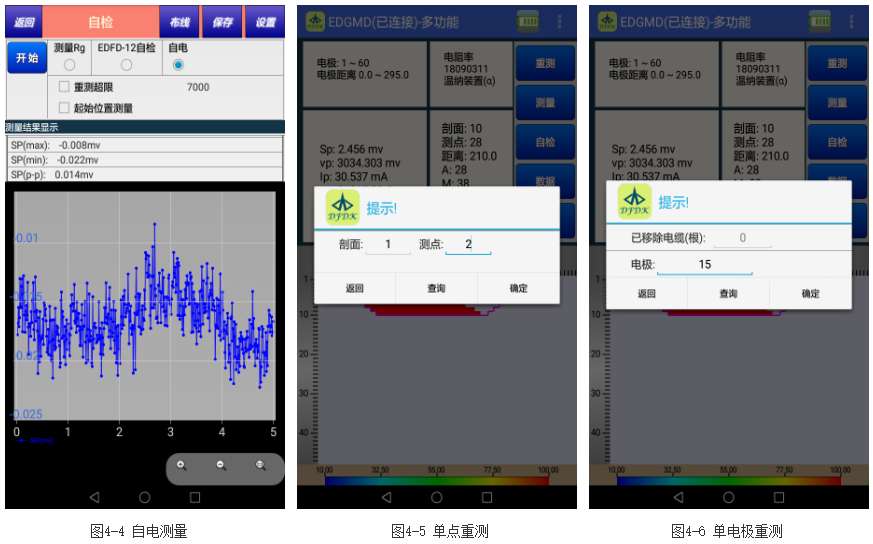 返回 自检 布线 保存 设置
开始 测量Rg EDFD-12自检 自电
重测超限 7000
起始位置测量
测量结果显示
SP(max): -0.008mv
SP(min): -0.022mv
SP(p-p): 0.014mv
-0.01
-0.025
0 1 2 3 4 5
图4-4 自电测量
EDGMD(已连接)-多功能
电极: 1 ~ 60
电极距离 0.0 ~ 295.0
电阻率
18090311
温纳装置(α)
重测
测量
自检
数据
Sp: 2.456 mv
vp: 3034.303 mv
Ip: 30.537 mA
剖面: 10
测点: 28
距离: 210.0
A: 28
M: 38
DFDK 提示!
剖面: 1 测点: 2
返回 查询 确定
1
10
20
30
40
10.00 32.50 55.00 77.50 100.00
图4-5 单点重测
EDGMD(已连接)-多功能
电极: 1 ~ 60
电极距离 0.0 ~ 295.0
电阻率
18090311
温纳装置(α)
重测
测量
自检
数据
Sp: 2.456 mv
vp: 3034.303 mv
Ip: 30.537 mA
剖面: 10
测点: 28
距离: 210.0
A: 28
DFDK 提示!
已移除电缆(根): 0
电极: 15
返回 查询 确定
1
10
20
30
40
10.00 32.50 55.00 77.50 100.00
图4-6 单电极重测